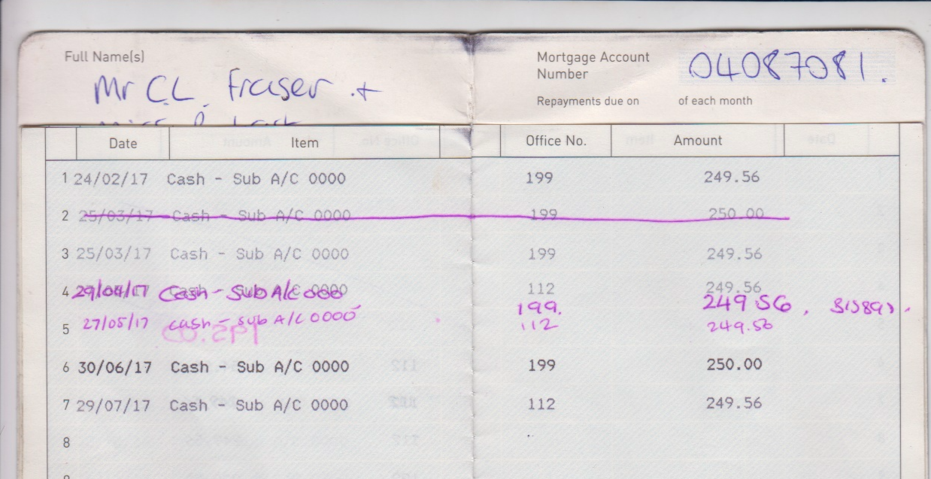 Full Name(s)
Mr C.L. Fraser +
Mortgage Account Number
04087081.
Repayments due on of each month
Date Item Office No. Amount
1 24/02/17 Cash - Sub A/C 0000 199 249.56
2 25/03/17 Cash - Sub A/C 0000 199 250.00
3 25/03/17 Cash - Sub A/C 0000 199 249.56
4 29/04/17 Cash - Sub A/C 000 112 249.56
199. 249 56
5 27/05/17 cash - sub A/C 0000 112 249.56
6 30/06/17 Cash - Sub A/C 0000 199 250.00
7 29/07/17 Cash - Sub A/C 0000 112 249.56
8